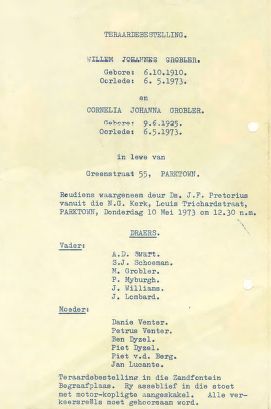 TERAARDEBESTELLING.
WILLEM JOHANNES GROBLER.
Gebore: 6.10.1910.
Oorlede: 6. 5.1973.
en
CORNELIA JOHANNA GROBLER.
Gebore: 9.6.1925.
Oorlede: 6.5.1973.
in lewe van
Greenstraat 55, PARKTOWN.
Roudiens waargeneem deur Ds. J.F. Pretorius
vanuit die N.G. Kerk, Louis Trichardstraat,
PARKTOWN, Donderdag 10 Mei 1973 om 12.30 n.m.
DRAERS.
Vader:
A.D. Swart.
S.J. Schoeman.
M. Grobler.
P. Myburgh.
J. Williams.
J. Lombard.
Moeder:
Danie Venter.
Petrus Venter.
Ben Dyzel.
Piet Dyzel.
Piet v.d. Berg.
Jan Lucante.
Teraardebestelling in die Zandfontein
Begraafplaas. Ry asseblief in die stoet
met motor-kopligte aangeskakel. Alle ver-
keersreëls moet gehoorsaam word.